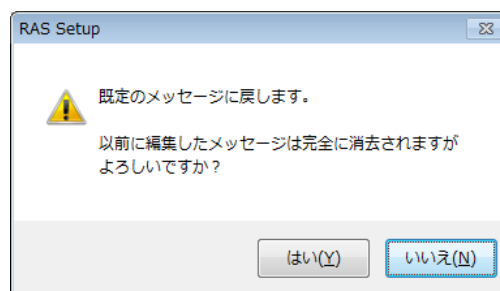 RAS Setup
既定のメッセージに戻します。
以前に編集したメッセージは完全に消去されますが
よろしいですか？
はい(Y)
いいえ(N)